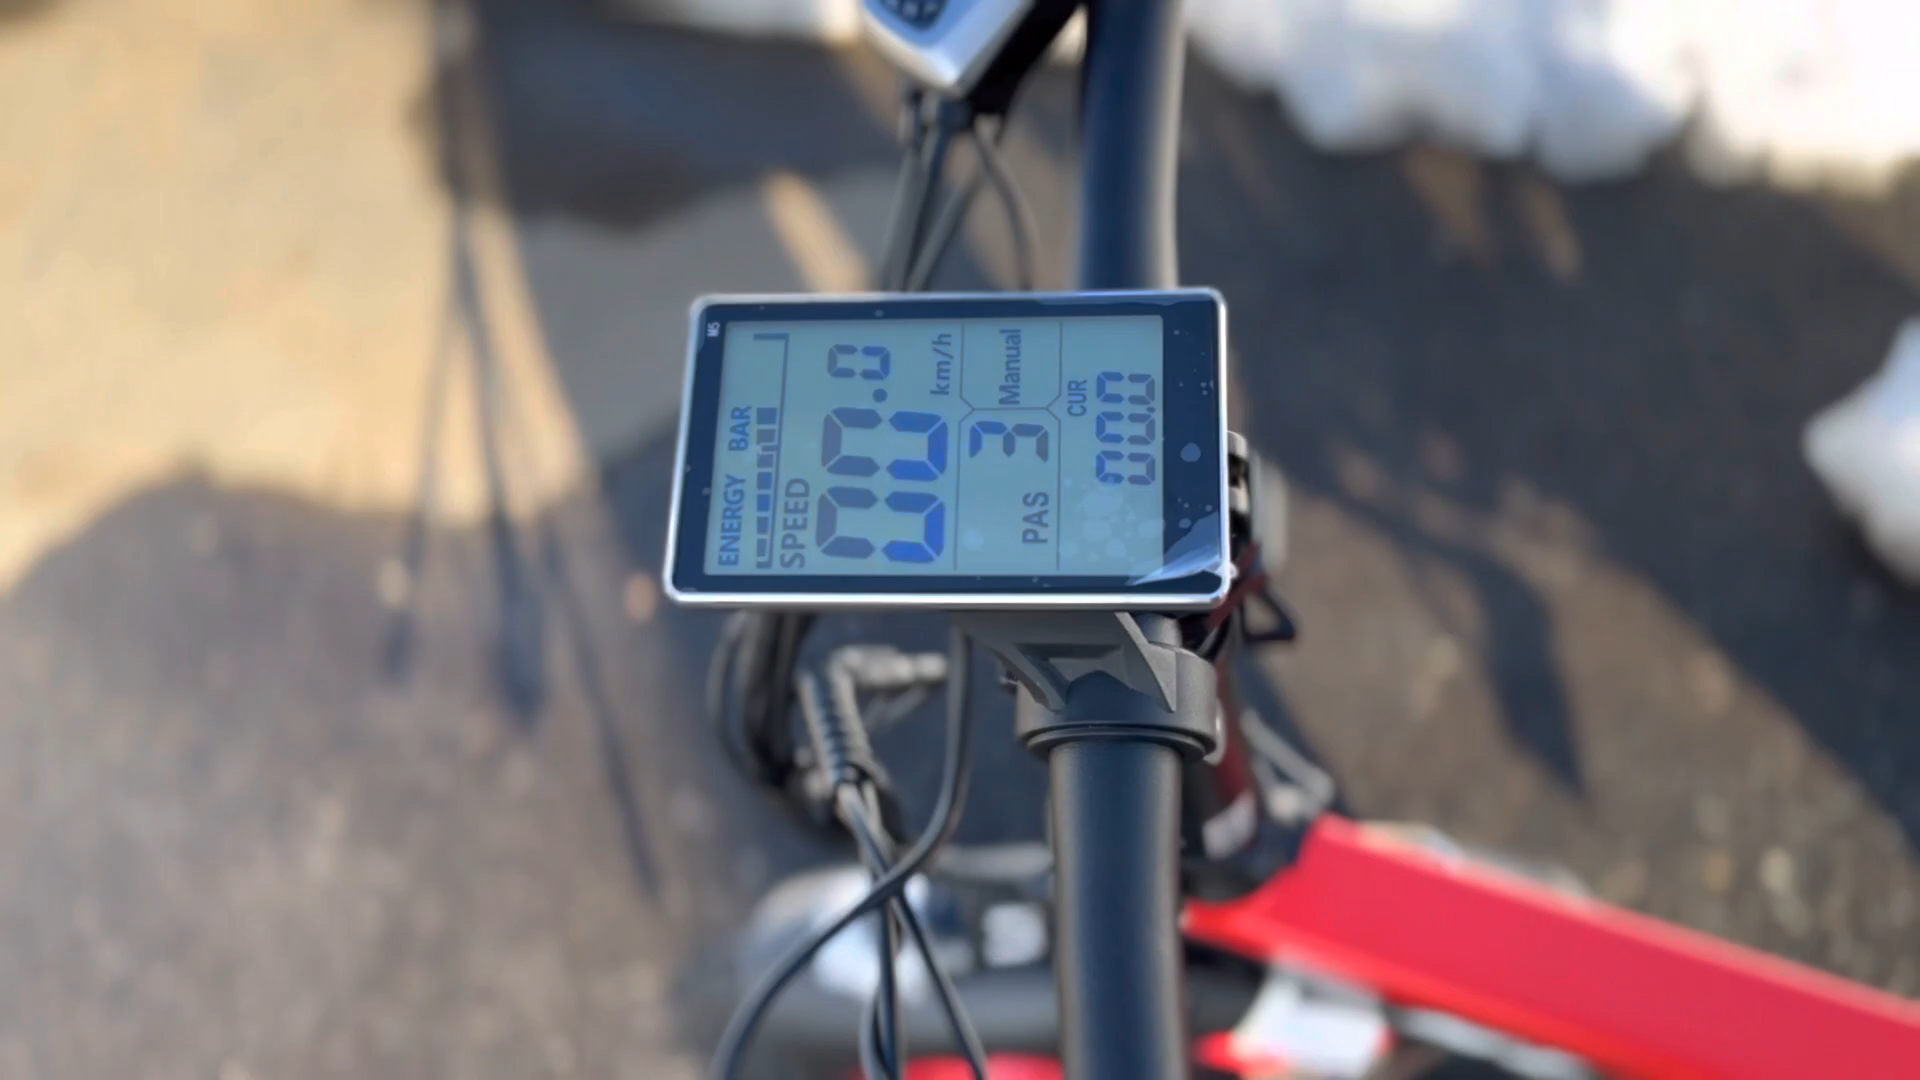 M5
ENERGY BAR
SPEED
00.0 km/h
PAS 3 Manual
CUR
00.0